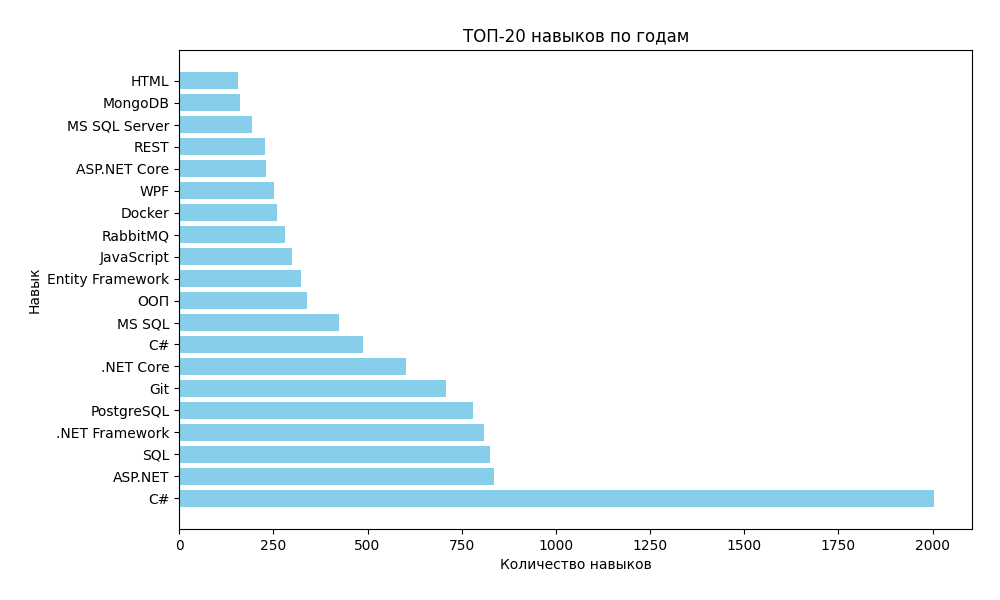 ТОП-20 навыков по годам
HTML
MongoDB
MS SQL Server
REST
ASP.NET Core
WPF
Docker
RabbitMQ
JavaScript
Entity Framework
ООП
MS SQL
C#
.NET Core
Git
PostgreSQL
.NET Framework
SQL
ASP.NET
C#
Навык
0 250 500 750 1000 1250 1500 1750 2000
Количество навыков